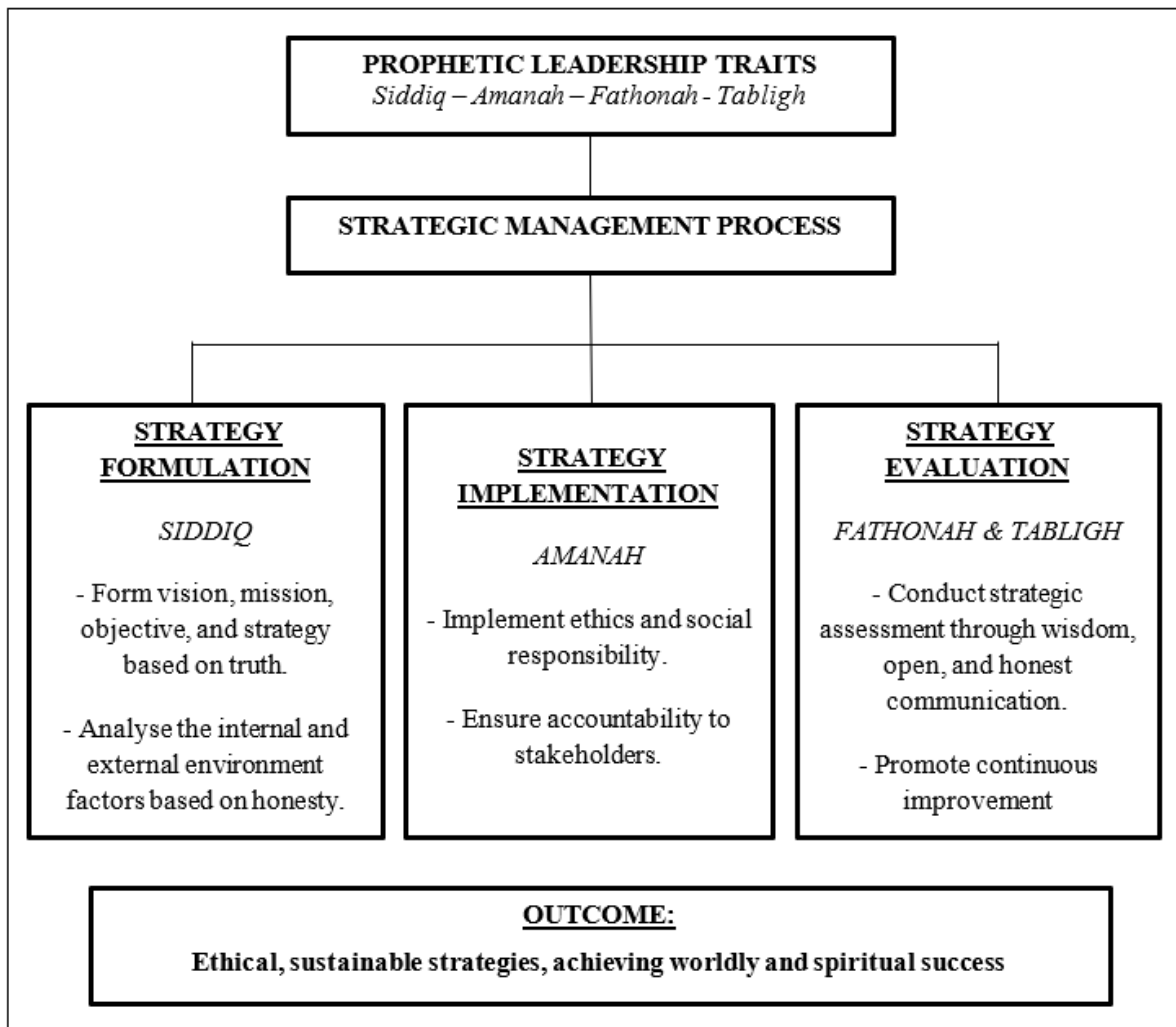 PROPHETIC LEADERSHIP TRAITS
Siddiq – Amanah – Fathonah - Tabligh
STRATEGIC MANAGEMENT PROCESS
STRATEGY
FORMULATION
SIDDIQ
- Form vision, mission,
objective, and strategy
based on truth.
- Analyse the internal and
external environment
factors based on honesty.
STRATEGY
IMPLEMENTATION
AMANAH
- Implement ethics and social
responsibility.
- Ensure accountability to
stakeholders.
STRATEGY
EVALUATION
FATHONAH & TABLIGH
- Conduct strategic
assessment through wisdom,
open, and honest
communication.
- Promote continuous
improvement
OUTCOME:
Ethical, sustainable strategies, achieving worldly and spiritual success